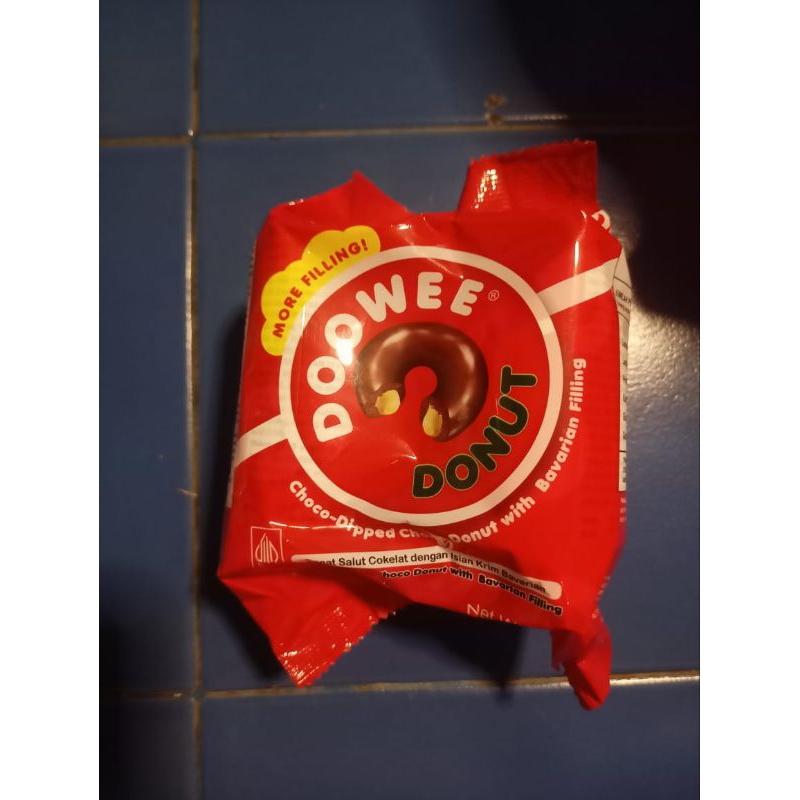 MORE FILLING!
DOOWEE®
DONUT
Choco-Dipped Donut with Bavarian Filling
Salut Cokelat dengan Isian Krim Bavarian
Donut with Bavarian Filling
Net